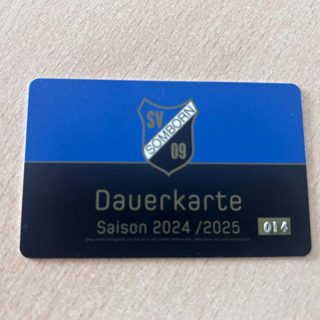 SV
SOMBORN
09
Dauerkarte
Saison 2024 /2025
014